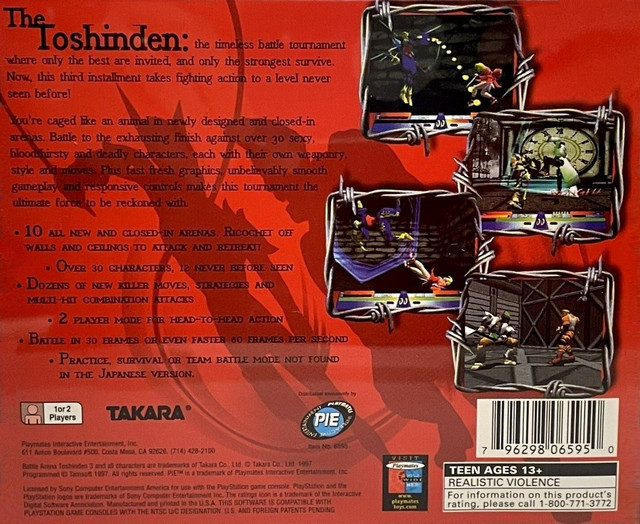 The
Toshinden: the timeless battle tournament
where only the best are invited, and only the strongest survive.
Now, this third installment takes fighting action to a level never
seen before!
You're caged like an animal in newly designed and closed-in
arenas. Battle to the exhausting finish against over 30 sexy,
bloodthirsty and deadly characters, each with their own weaponry,
style and moves. Plus fast fresh graphics, unbelievably smooth
gameplay and responsive controls makes this tournament the
ultimate force to be reckoned with.
• 10 all new and closed-in arenas. Ricochet off
walls and ceilings to attack and retreat!
• Over 30 characters, 12 never before seen
• Dozens of new killer moves, strategies and
multi-hit combination attacks
• 2 player mode for head-to-head action
• Battle in 30 frames or even faster 60 frames per second
• Practice, survival or team battle mode not found
in the Japanese version.
1 or 2
Players
TAKARA®
Distributed exclusively by
PLAYMATES
PIE
INTERACTIVE ENTERTAINMENT
Playmates Interactive Entertainment, Inc.
611 Anton Boulevard #500, Costa Mesa, CA 92626, (714) 428-2100
Battle Arena Toshinden 3 and all characters are trademarks of Takara Co., Ltd. © Takara Co., Ltd. 1997
Programmed © Tamsoft 1997. All rights reserved. PIE™ is a trademark of Playmates Interactive Entertainment, Inc.
Licensed by Sony Computer Entertainment America for use with the PlayStation game console. PlayStation and the
PlayStation logos are trademarks of Sony Computer Entertainment Inc. The ratings icon is a trademark of the Interactive
Digital Software Association. Manufactured and printed in the U.S.A. THIS SOFTWARE IS COMPATIBLE WITH
PLAYSTATION GAME CONSOLES WITH THE NTSC U/C DESIGNATION. U.S. AND FOREIGN PATENTS PENDING.
VISIT
Playmates
www.
playmates
toys.com
7 96298 06595 0
TEEN AGES 13+
REALISTIC VIOLENCE
For information on this product's
rating, please call 1-800-771-3772